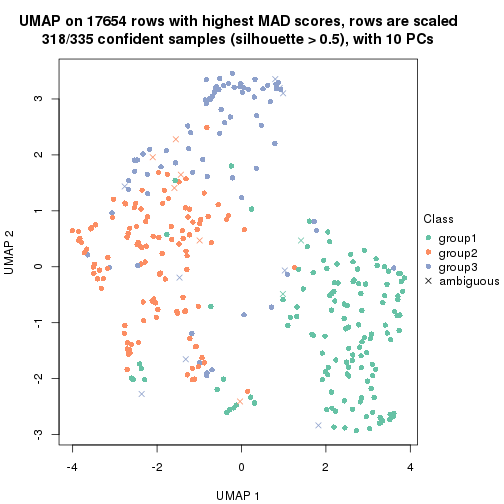 UMAP on 17654 rows with highest MAD scores, rows are scaled
318/335 confident samples (silhouette > 0.5), with 10 PCs
3
2
1
0
-1
-2
-3
UMAP 2
-4
-2
0
2
4
UMAP 1
Class
group1
group2
group3
ambiguous